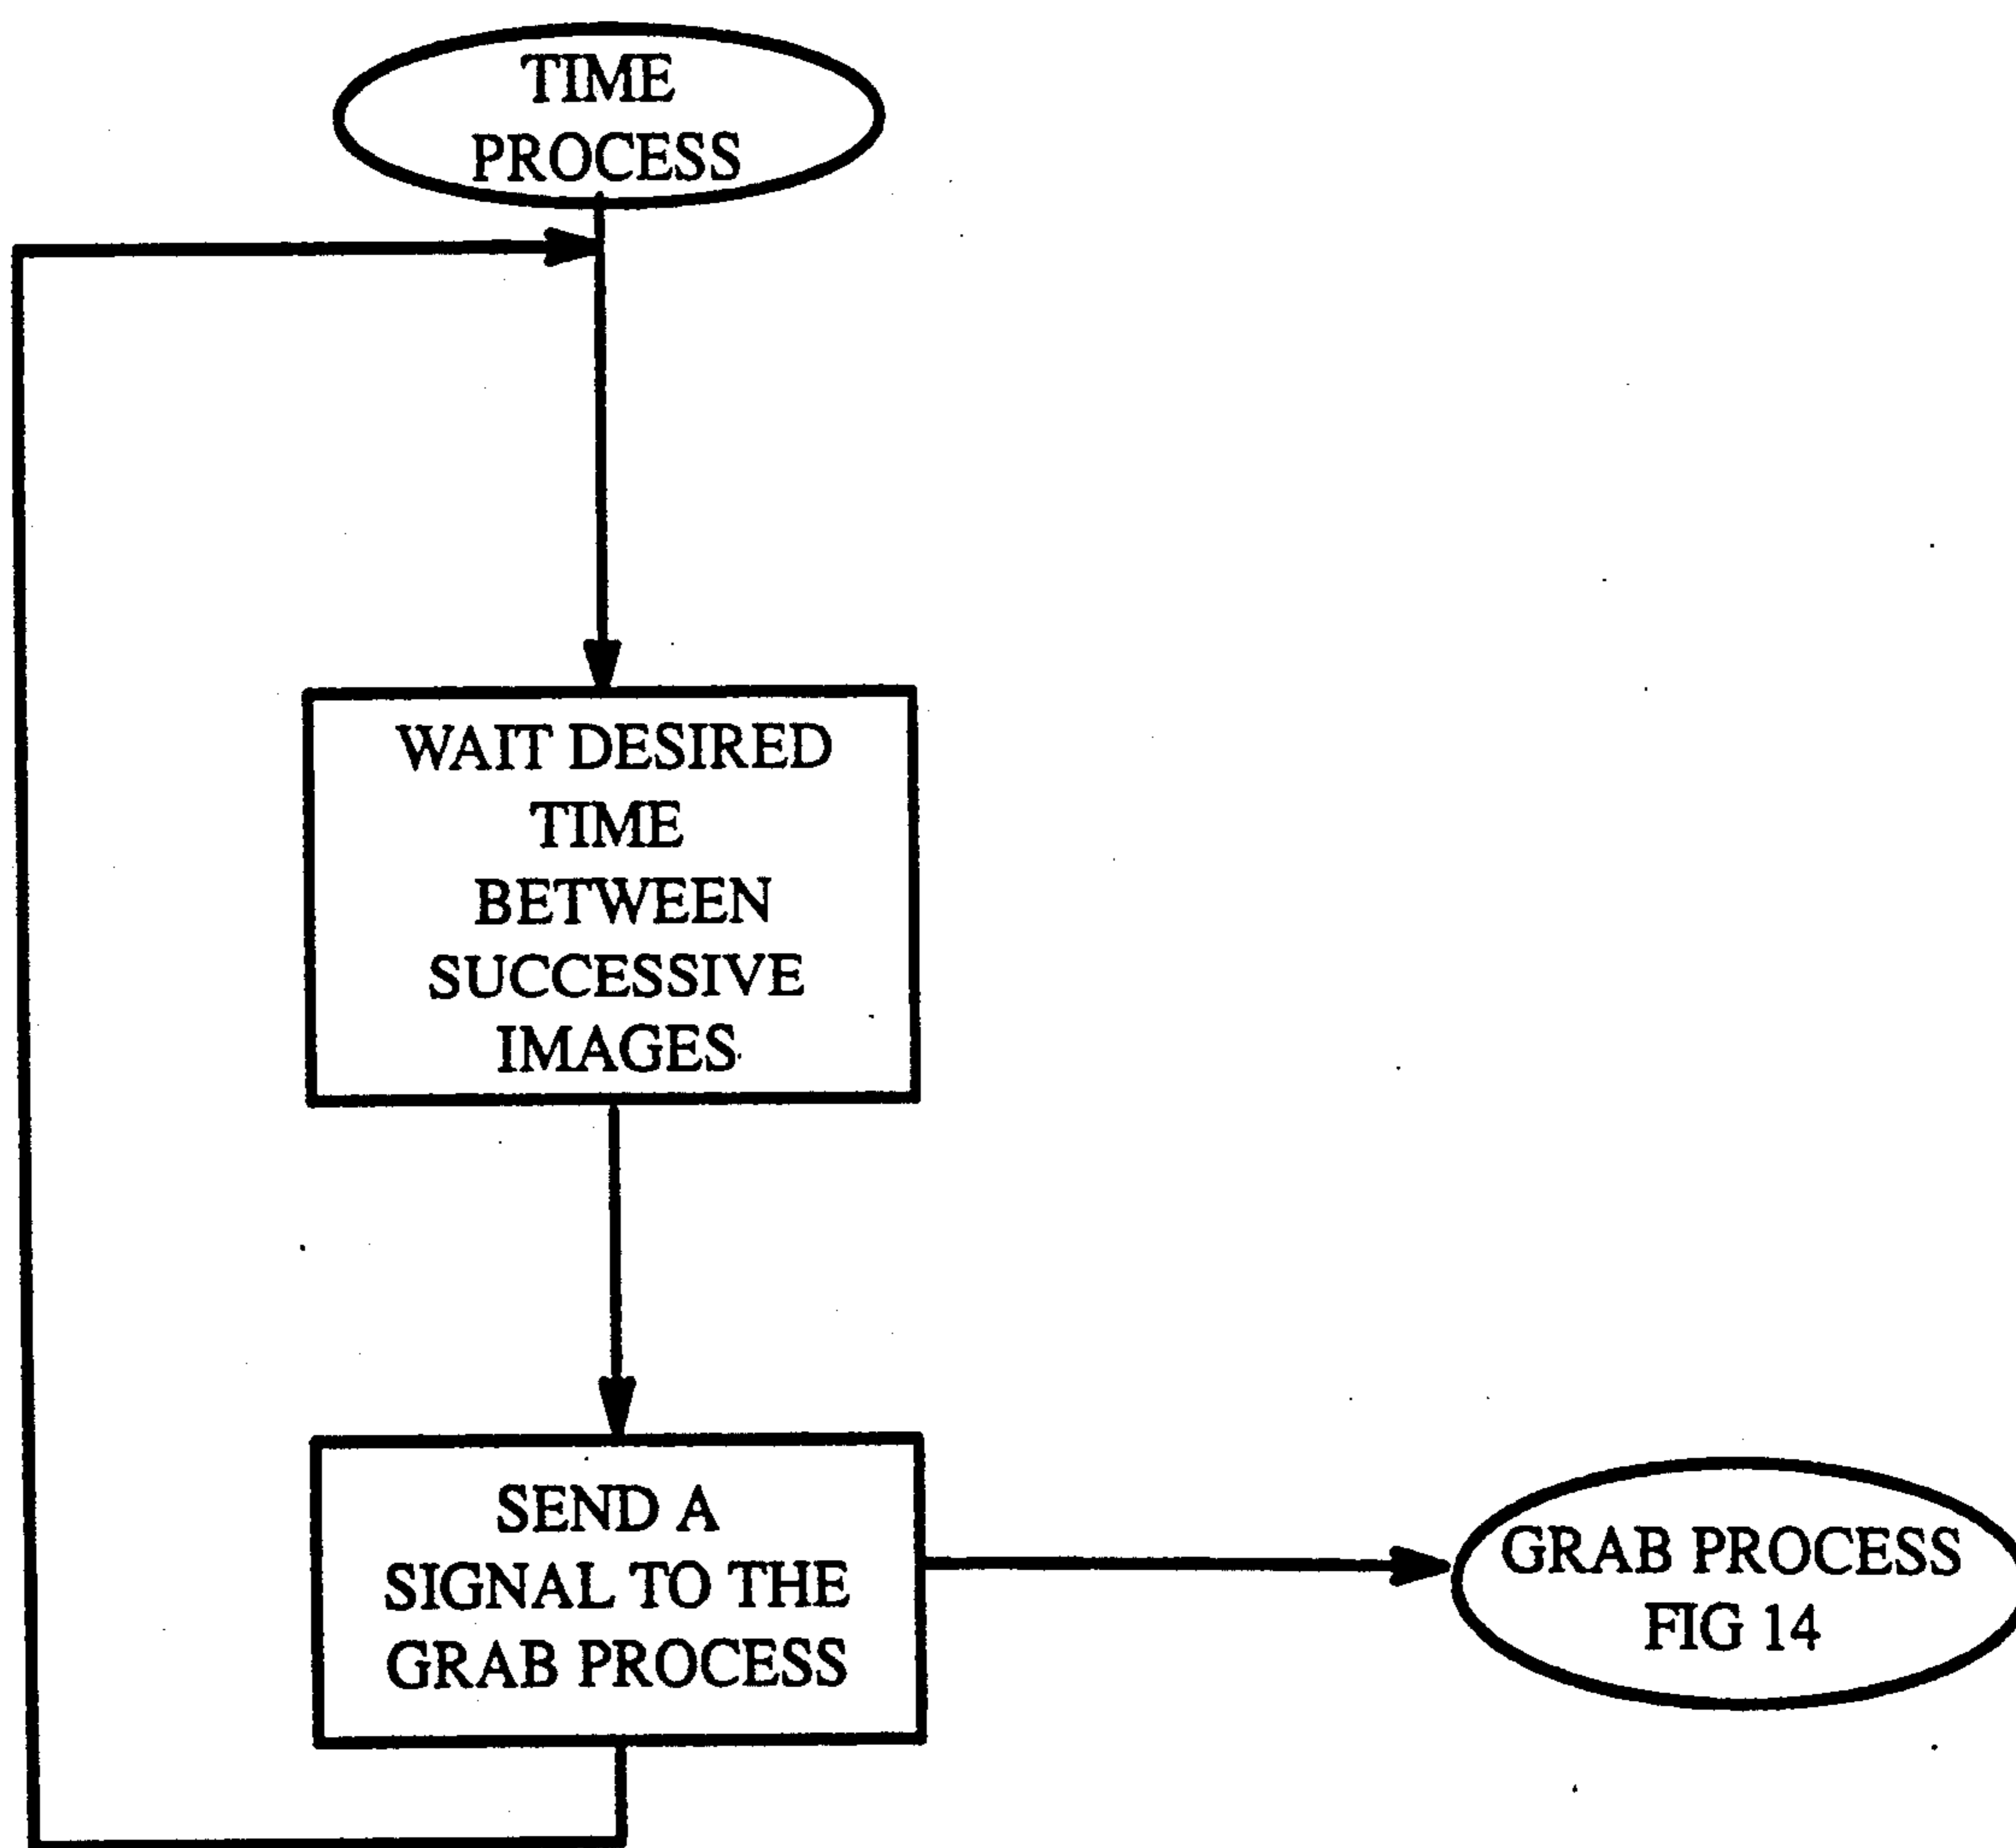 TIME
PROCESS
WAIT DESIRED
TIME
BETWEEN
SUCCESSIVE
IMAGES
SEND A
SIGNAL TO THE
GRAB PROCESS
GRAB PROCESS
FIG 14